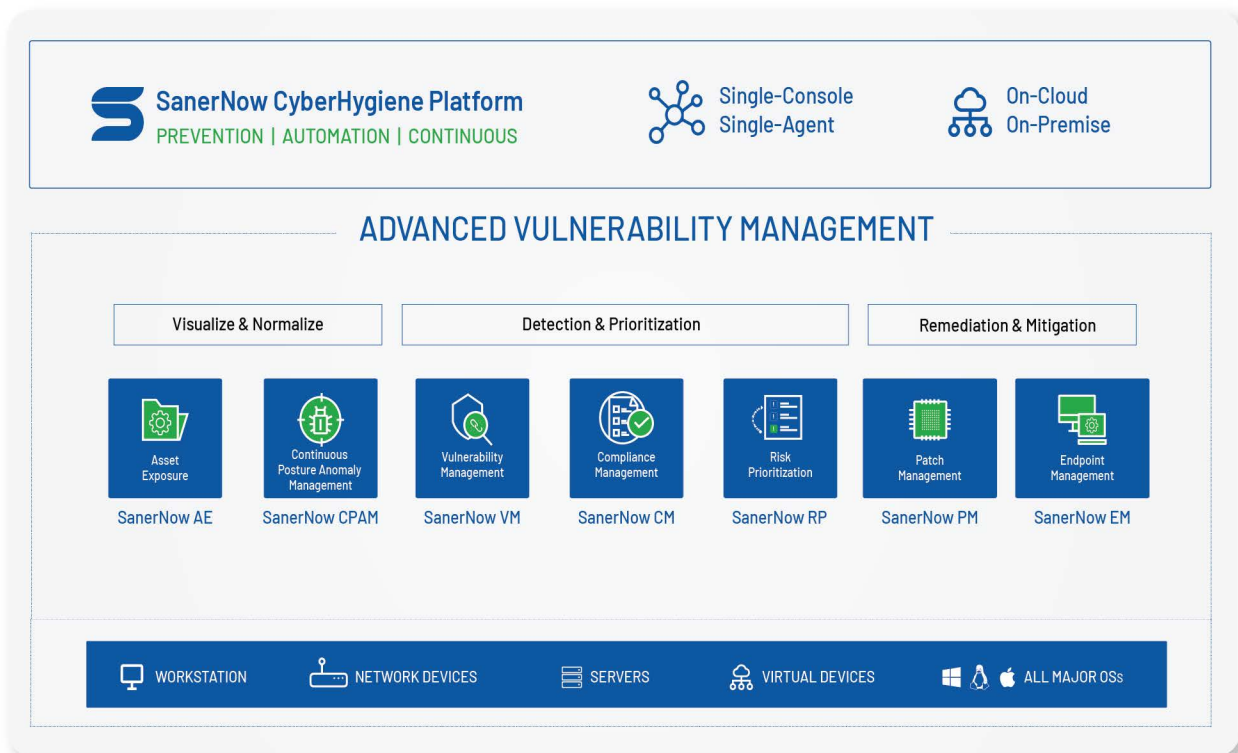 SanerNow CyberHygiene Platform
PREVENTION | AUTOMATION | CONTINUOUS
Single-Console
Single-Agent
On-Cloud
On-Premise
ADVANCED VULNERABILITY MANAGEMENT
Visualize & Normalize
Detection & Prioritization
Remediation & Mitigation
Asset
Exposure
Continuous
Posture Anomaly
Management
Vulnerability
Management
Compliance
Management
Risk
Prioritization
Patch
Management
Endpoint
Management
SanerNow AE
SanerNow CPAM
SanerNow VM
SanerNow CM
SanerNow RP
SanerNow PM
SanerNow EM
WORKSTATION
NETWORK DEVICES
SERVERS
VIRTUAL DEVICES
ALL MAJOR OSs